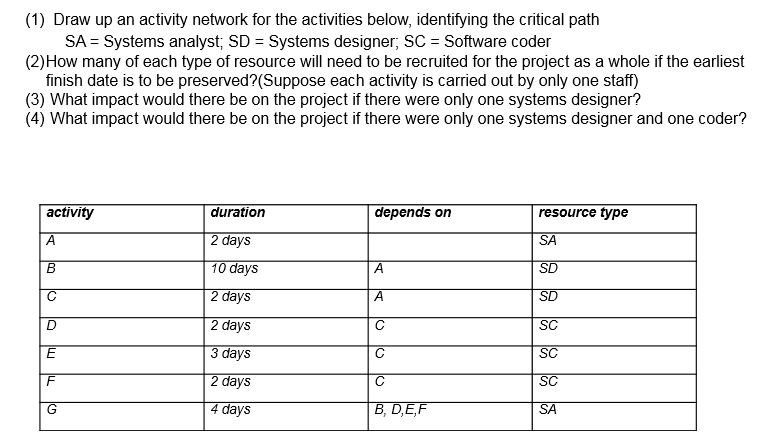 (1) Draw up an activity network for the activities below, identifying the critical path
SA = Systems analyst; SD = Systems designer; SC = Software coder
(2)How many of each type of resource will need to be recruited for the project as a whole if the earliest
finish date is to be preserved?(Suppose each activity is carried out by only one staff)
(3) What impact would there be on the project if there were only one systems designer?
(4) What impact would there be on the project if there were only one systems designer and one coder?
activity duration depends on resource type
A 2 days SA
B 10 days A SD
C 2 days A SD
D 2 days C SC
E 3 days C SC
F 2 days C SC
G 4 days B, D,E,F SA